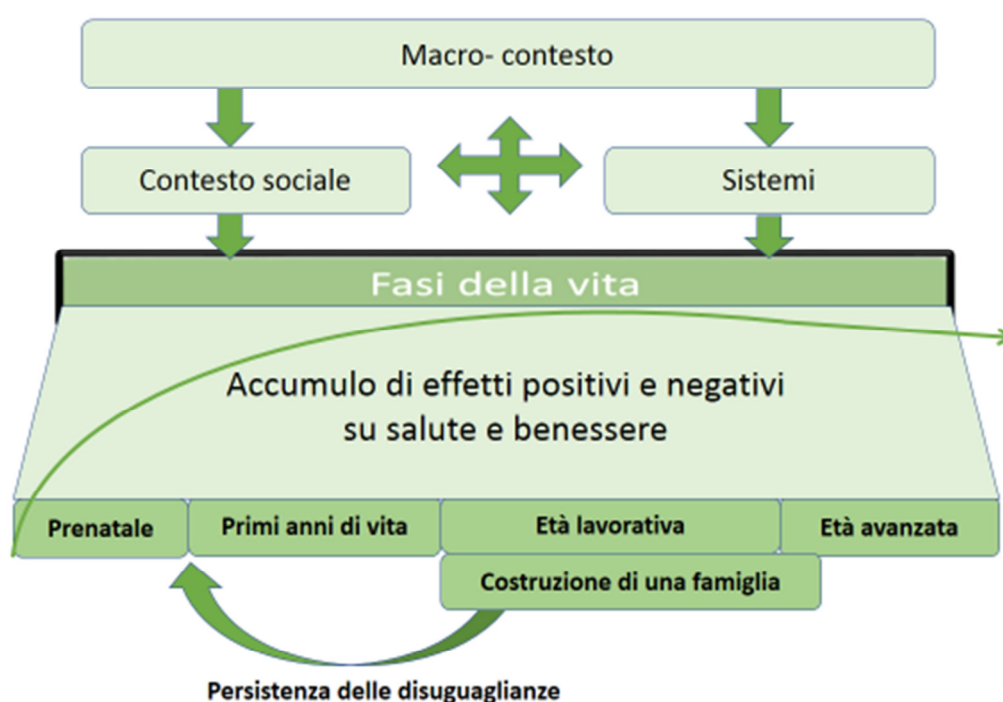 Macro- contesto
Contesto sociale
Sistemi
Fasi della vita
Accumulo di effetti positivi e negativi
su salute e benessere
Prenatale
Primi anni di vita
Età lavorativa
Età avanzata
Costruzione di una famiglia
Persistenza delle disuguaglianze